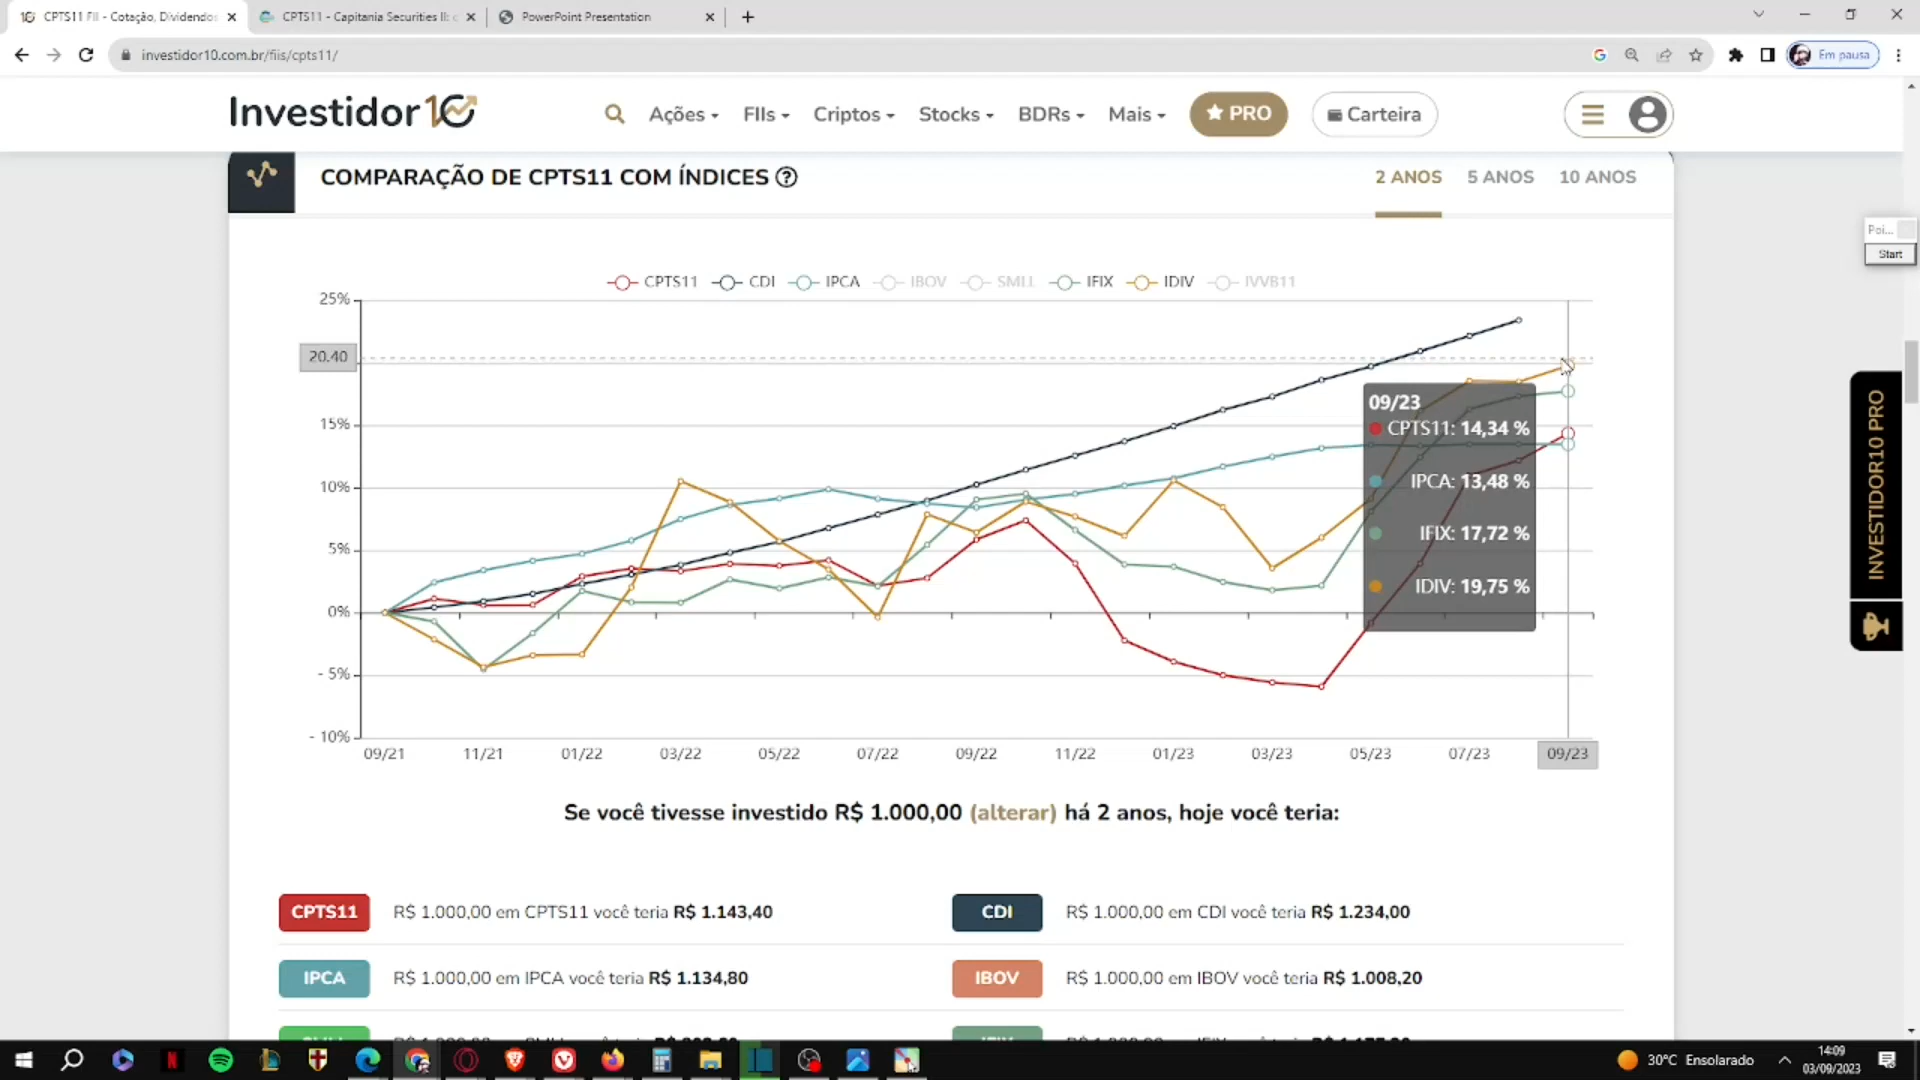 CPTS11 FII - Cotação, Dividendos
CPTS11 - Capitania Securities II:
PowerPoint Presentation
investidor10.com.br/fiis/cpts11/
Em pausa
Investidor 10
Ações
FIIs
Criptos
Stocks
BDRs
Mais
PRO
Carteira
COMPARAÇÃO DE CPTS11 COM ÍNDICES ?
2 ANOS
5 ANOS
10 ANOS
Poi...
Start
CPTS11
CDI
IPCA
IBOV
SMLL
IFIX
IDIV
IVVB11
25%
20.40
15%
10%
5%
0%
- 5%
- 10%
09/23
CPTS11: 14,34 %
IPCA: 13,48 %
IFIX: 17,72 %
IDIV: 19,75 %
INVESTIDOR10 PRO
09/21
11/21
01/22
03/22
05/22
07/22
09/22
11/22
01/23
03/23
05/23
07/23
09/23
Se você tivesse investido R$ 1.000,00 (alterar) há 2 anos, hoje você teria:
CPTS11
R$ 1.000,00 em CPTS11 você teria R$ 1.143,40
CDI
R$ 1.000,00 em CDI você teria R$ 1.234,00
IPCA
R$ 1.000,00 em IPCA você teria R$ 1.134,80
IBOV
R$ 1.000,00 em IBOV você teria R$ 1.008,20
30°C Ensolarado
14:09
03/09/2023